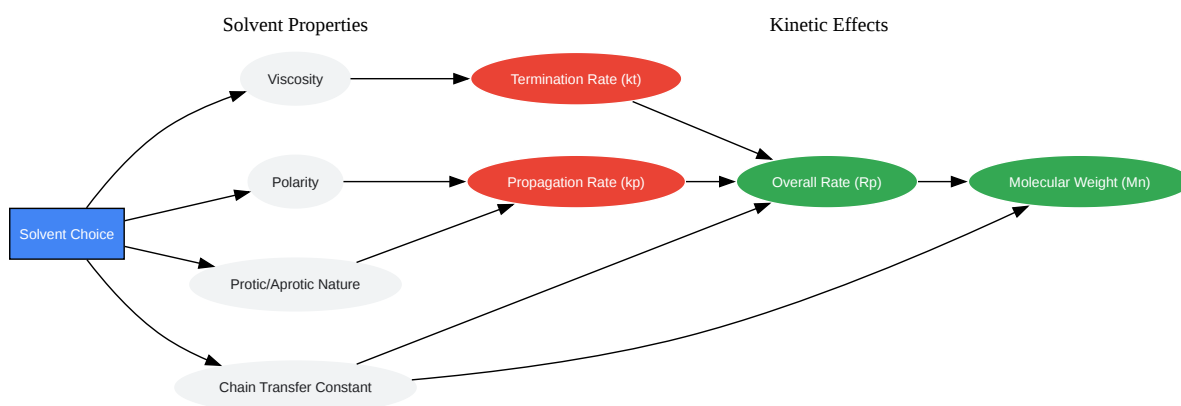 Solvent Properties
Kinetic Effects
Viscosity
Termination Rate (kt)
Polarity
Propagation Rate (kp)
Overall Rate (Rp)
Molecular Weight (Mn)
Solvent Choice
Protic/Aprotic Nature
Chain Transfer Constant